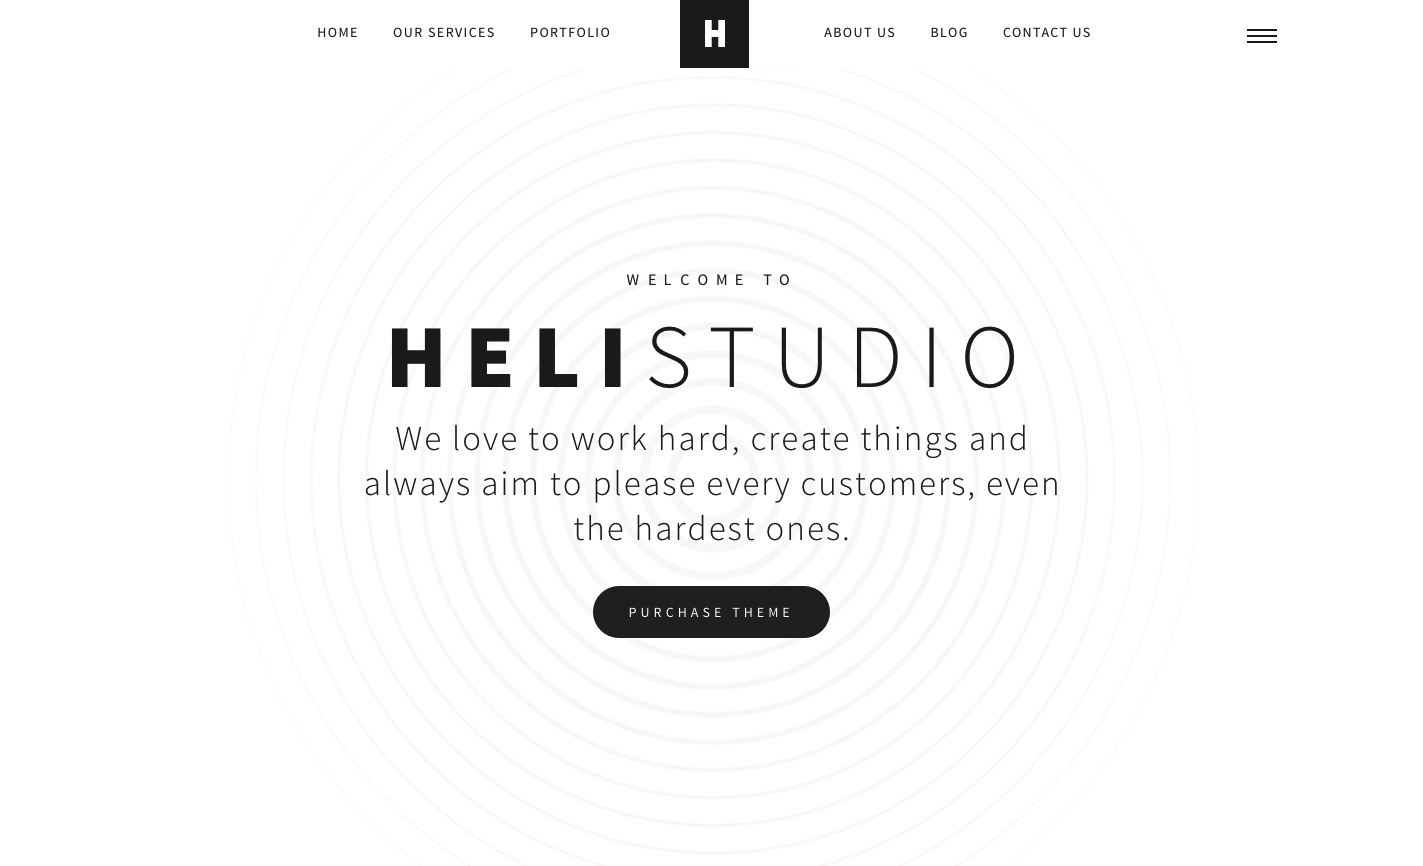 HOME OUR SERVICES PORTFOLIO H ABOUT US BLOG CONTACT US
WELCOME TO
HELISTUDIO
We love to work hard, create things and
always aim to please every customers, even
the hardest ones.
PURCHASE THEME